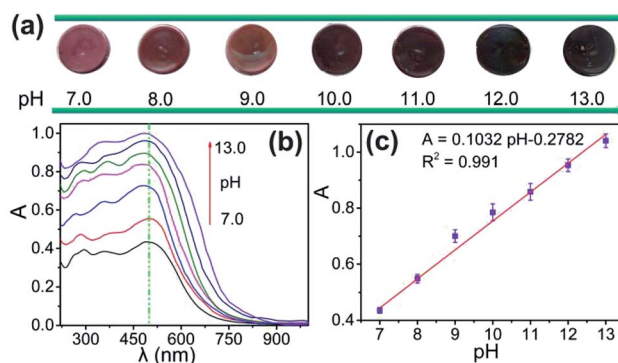 (a)
pH 7.0 8.0 9.0 10.0 11.0 12.0 13.0
(b)
1.0
0.8
0.6
0.4
0.2
0.0
A
13.0
pH
7.0
300 450 600 750 900
λ (nm)
(c)
A = 0.1032 pH-0.2782
R² = 0.991
1.0
0.8
0.6
0.4
A
7 8 9 10 11 12 13
pH